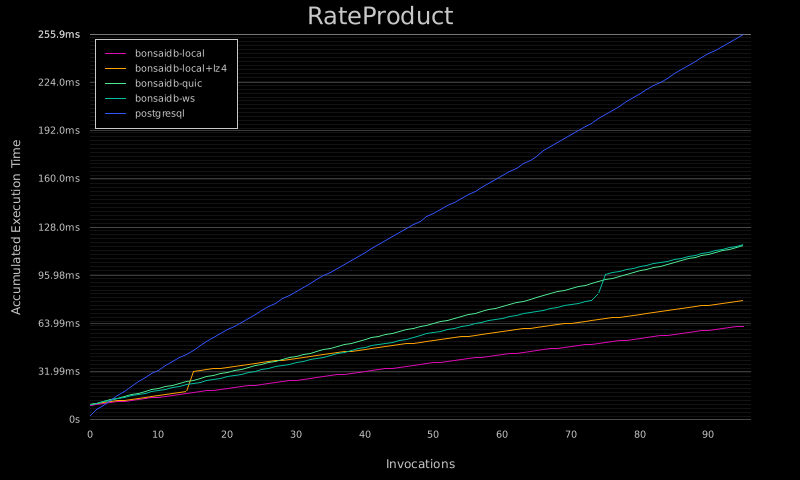 RateProduct
255.9ms
224.0ms
192.0ms
160.0ms
128.0ms
95.98ms
63.99ms
31.99ms
0s
bonsaidb-local
bonsaidb-local+lz4
bonsaidb-quic
bonsaidb-ws
postgresql
Accumulated Execution Time
0 10 20 30 40 50 60 70 80 90
Invocations